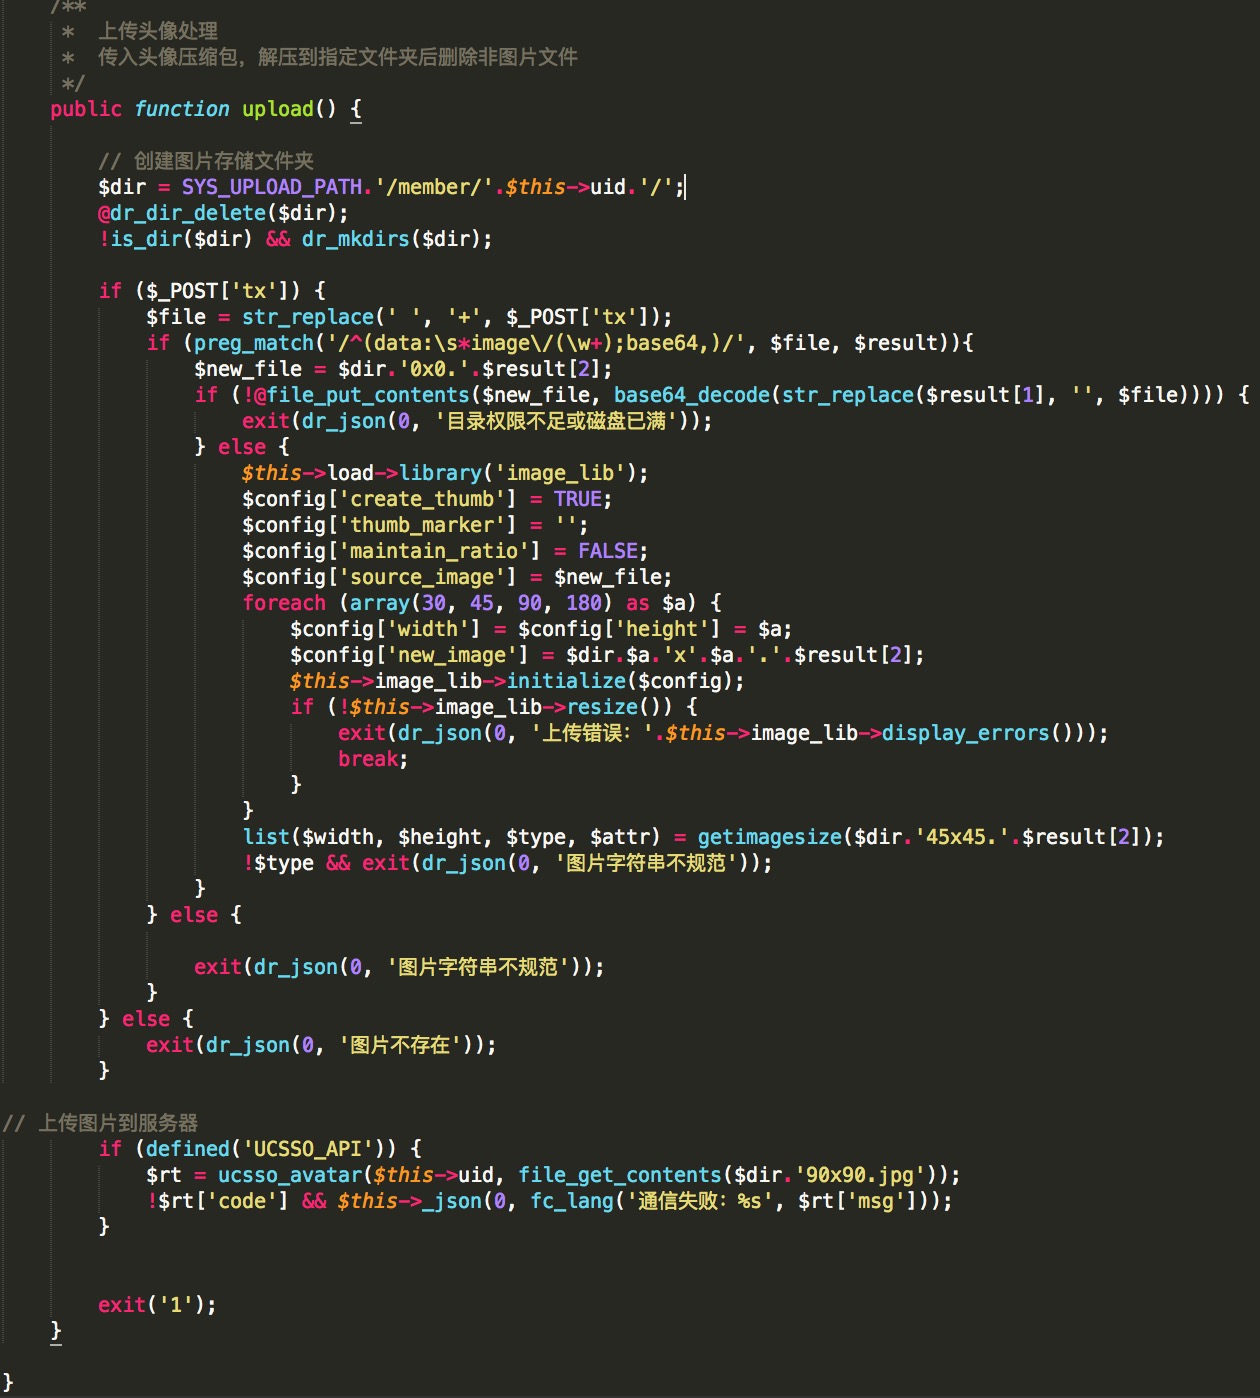 /**
 *  上传头像处理
 *  传入头像压缩包，解压到指定文件夹后删除非图片文件
 */
public function upload() {
// 创建图片存储文件夹
$dir = SYS_UPLOAD_PATH.'/member/'.$this->uid.'/';
@dr_dir_delete($dir);
!is_dir($dir) && dr_mkdirs($dir);
if ($_POST['tx']) {
$file = str_replace(' ', '+', $_POST['tx']);
if (preg_match('/^(data:\s*image\/(\w+);base64,)/', $file, $result)){
$new_file = $dir.'0x0.'.$result[2];
if (!@file_put_contents($new_file, base64_decode(str_replace($result[1], '', $file)))) {
exit(dr_json(0, '目录权限不足或磁盘已满'));
} else {
$this->load->library('image_lib');
$config['create_thumb'] = TRUE;
$config['thumb_marker'] = '';
$config['maintain_ratio'] = FALSE;
$config['source_image'] = $new_file;
foreach (array(30, 45, 90, 180) as $a) {
$config['width'] = $config['height'] = $a;
$config['new_image'] = $dir.$a.'x'.$a.'.'.$result[2];
$this->image_lib->initialize($config);
if (!$this->image_lib->resize()) {
exit(dr_json(0, '上传错误：'.$this->image_lib->display_errors()));
break;
}
}
list($width, $height, $type, $attr) = getimagesize($dir.'45x45.'.$result[2]);
!$type && exit(dr_json(0, '图片字符串不规范'));
}
} else {
exit(dr_json(0, '图片字符串不规范'));
}
} else {
exit(dr_json(0, '图片不存在'));
}
// 上传图片到服务器
if (defined('UCSSO_API')) {
$rt = ucsso_avatar($this->uid, file_get_contents($dir.'90x90.jpg'));
!$rt['code'] && $this->_json(0, fc_lang('通信失败：%s', $rt['msg']));
}
exit('1');
}
}